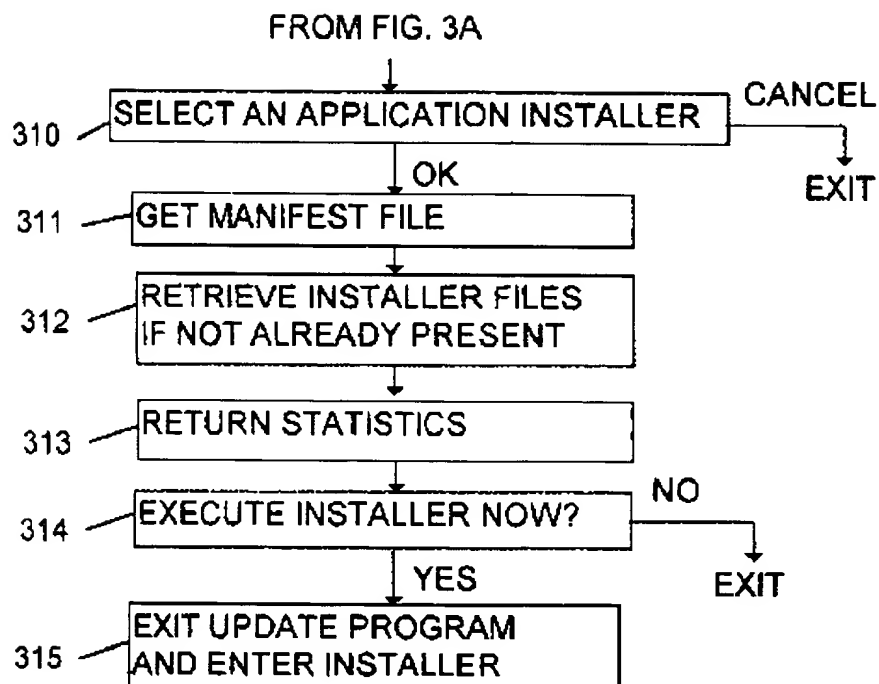 FROM FIG. 3A
310
SELECT AN APPLICATION INSTALLER
CANCEL
EXIT
OK
311
GET MANIFEST FILE
312
RETRIEVE INSTALLER FILES
IF NOT ALREADY PRESENT
313
RETURN STATISTICS
314
EXECUTE INSTALLER NOW?
NO
EXIT
YES
315
EXIT UPDATE PROGRAM
AND ENTER INSTALLER